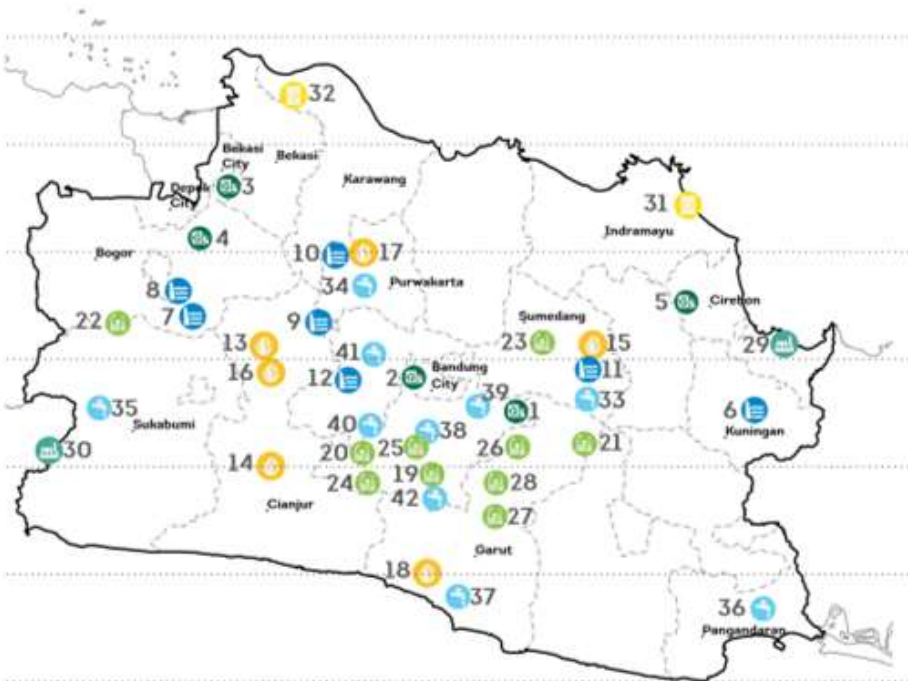 32
Bekasi
City
Bekasi
Depok
City
3
Karawang
31
Indramayu
4
Bogor
10
17
34
Purwakarta
8
7
5
Cirebon
22
9
Sumedang
23
15
13
41
29
16
12
2
Bandung
City
11
39
1
33
6
Kuningan
35
Sukabumi
40
38
30
20
25
26
21
14
19
24
28
Cianjur
42
27
Garut
18
37
36
Pangandaran